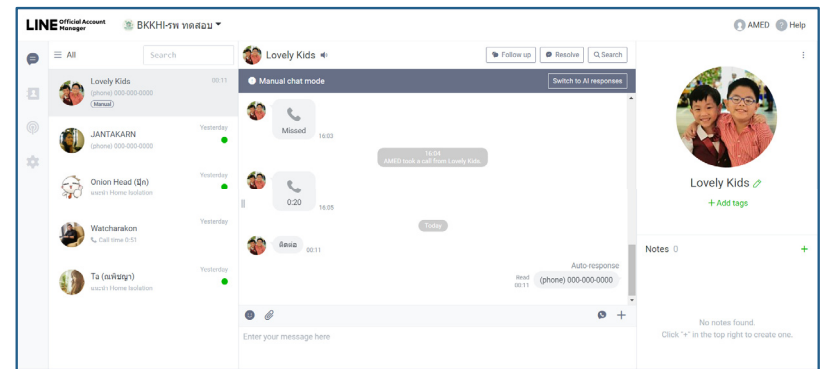 LINE Official Account Manager
BKKHI-รพ ทดสอบ
AMED
Help
All
Search
Lovely Kids
00:11
(phone) 000-000-0000
Manual
JANTAKARN
Yesterday
(phone) 000-000-0000
Onion Head (ปุ๊ก)
Yesterday
แนะนำ Home Isolation
Watcharakon
Yesterday
Call time 0:51
Ta (ณพิชญา)
Yesterday
แนะนำ Home Isolation
Lovely Kids
Follow up
Resolve
Search
Manual chat mode
Switch to AI responses
Missed
16:03
16:04
AMED took a call from Lovely Kids.
0:20
16:05
Today
ติดต่อ
00:11
Auto-response
Read
00:11
(phone) 000-000-0000
Enter your message here
Lovely Kids
+ Add tags
Notes 0
No notes found.
Click "+" in the top right to create one.